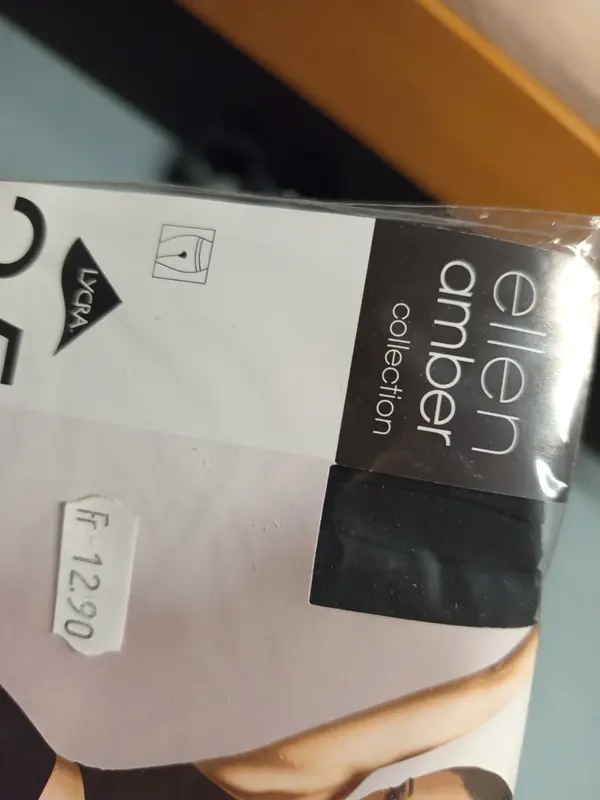 ellen
amber
collection
LYCRA®
Fr 12.90